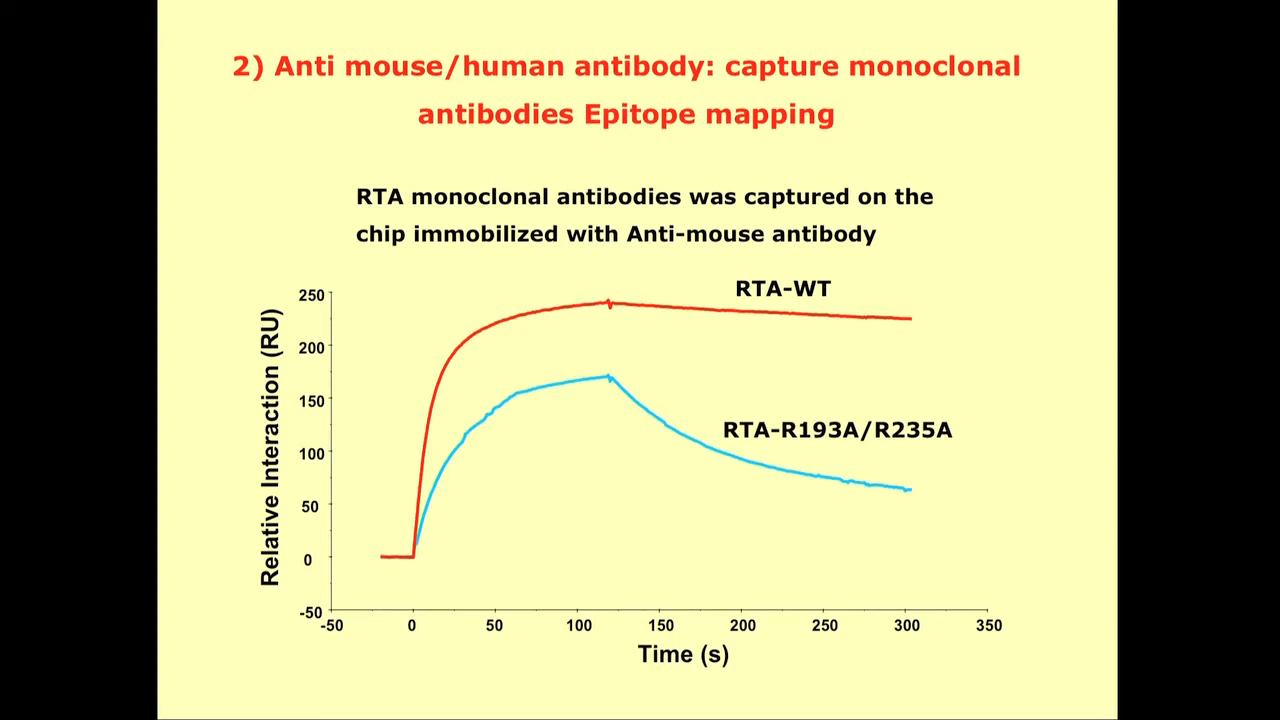 2) Anti mouse/human antibody: capture monoclonal
antibodies Epitope mapping
RTA monoclonal antibodies was captured on the
chip immobilized with Anti-mouse antibody
RTA-WT
RTA-R193A/R235A
Relative Interaction (RU)
250
200
150
100
50
0
-50
-50 0 50 100 150 200 250 300 350
Time (s)